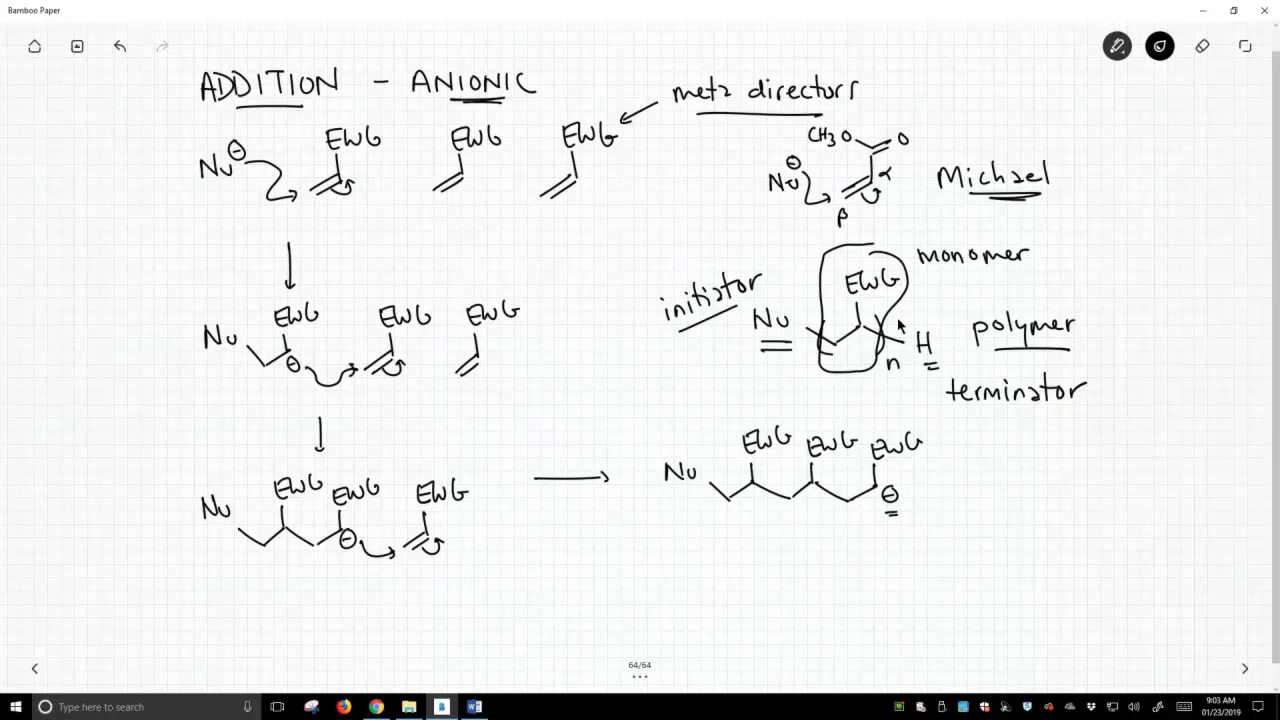 Bamboo Paper
ADDITION - ANIONIC
meta directors
EWG EWG EWG
Nu ⊖
CH3O O
Nu ⊖ α
β
Michael
monomer
EWG
initiator
Nu
H
n
polymer
terminator
EWG EWG EWG
Nu
⊖
EWG EWG EWG
Nu
⊖
EWG EWG EWG
Nu
⊖
64/64
Type here to search
9:03 AM
01/23/2019